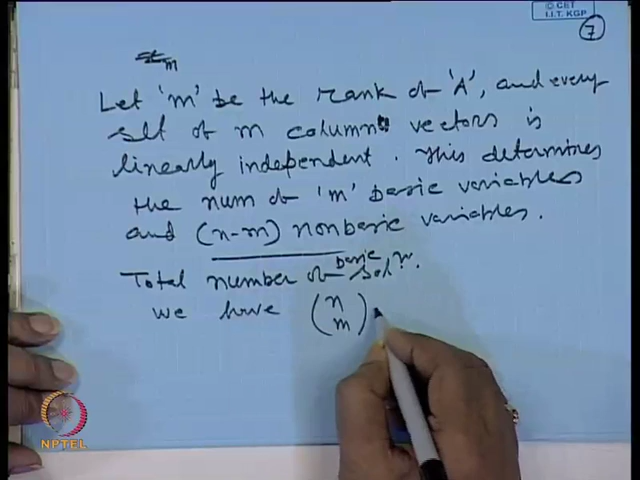 ©CET
I.I.T. KGP
7
Let 'm' be the rank of 'A', and every
set of m column vectors is
linearly independent. This determines
the num of 'm' basic variables
and (n-m) nonbasic variables.
Total number of basic solⁿ.
we have (n m)
NPTEL